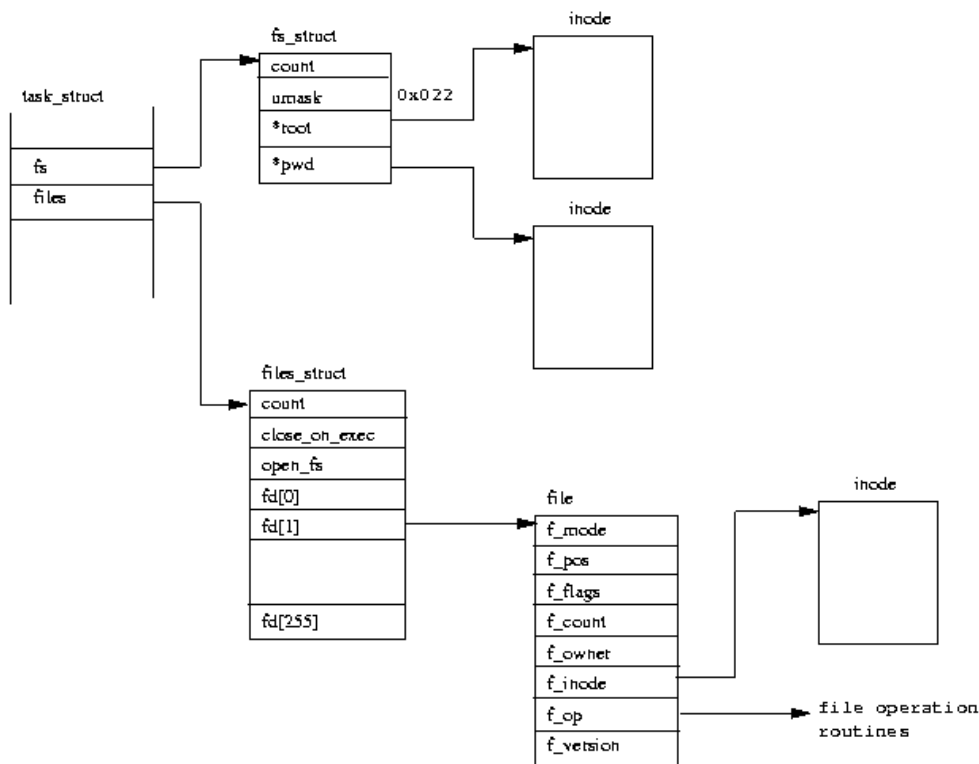 inode
fs_struct
count
umask
0x022
*root
*pwd
task_struct
fs
files
inode
files_struct
count
close_on_exec
open_fs
fd[0]
fd[1]
fd[255]
file
f_mode
f_pos
f_flags
f_count
f_owner
f_inode
f_op
f_version
inode
file operation
routines